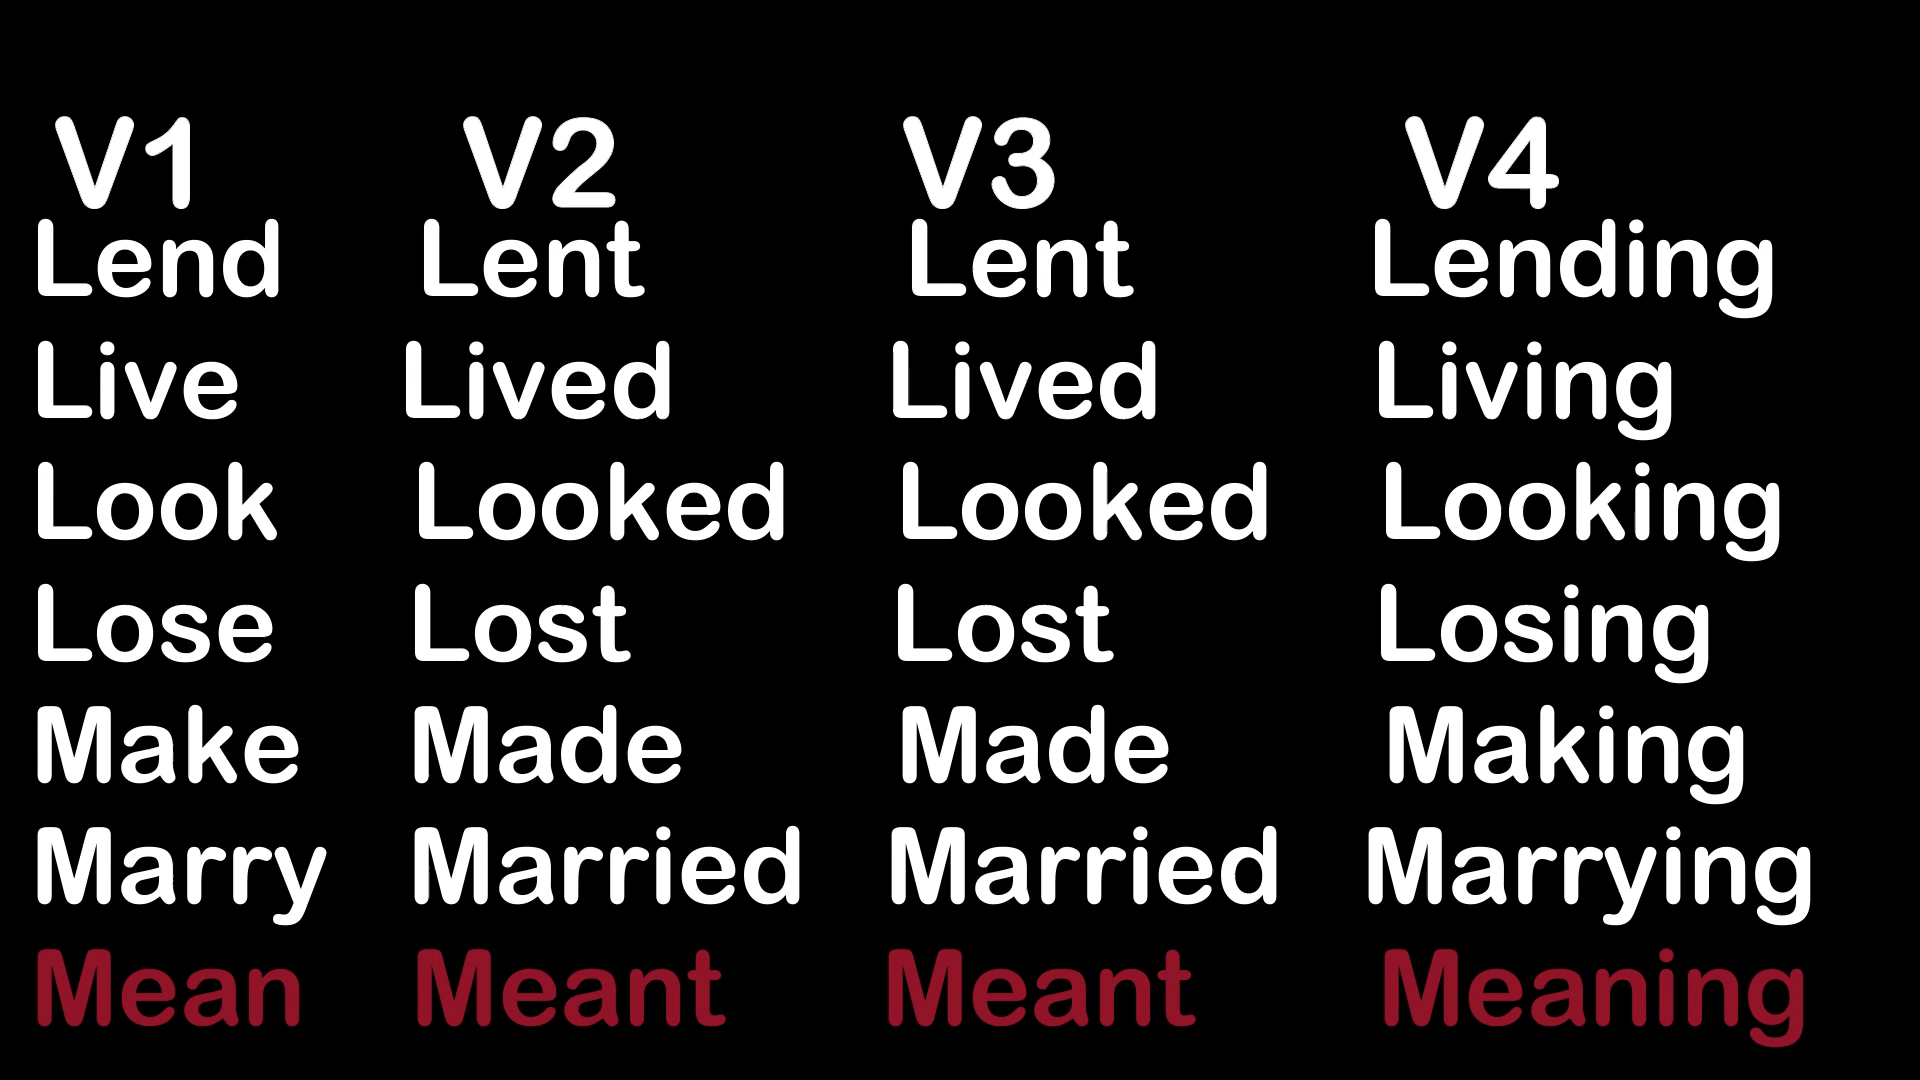 V1 V2 V3 V4
Lend Lent Lent Lending
Live Lived Lived Living
Look Looked Looked Looking
Lose Lost Lost Losing
Make Made Made Making
Marry Married Married Marrying
Mean Meant Meant Meaning